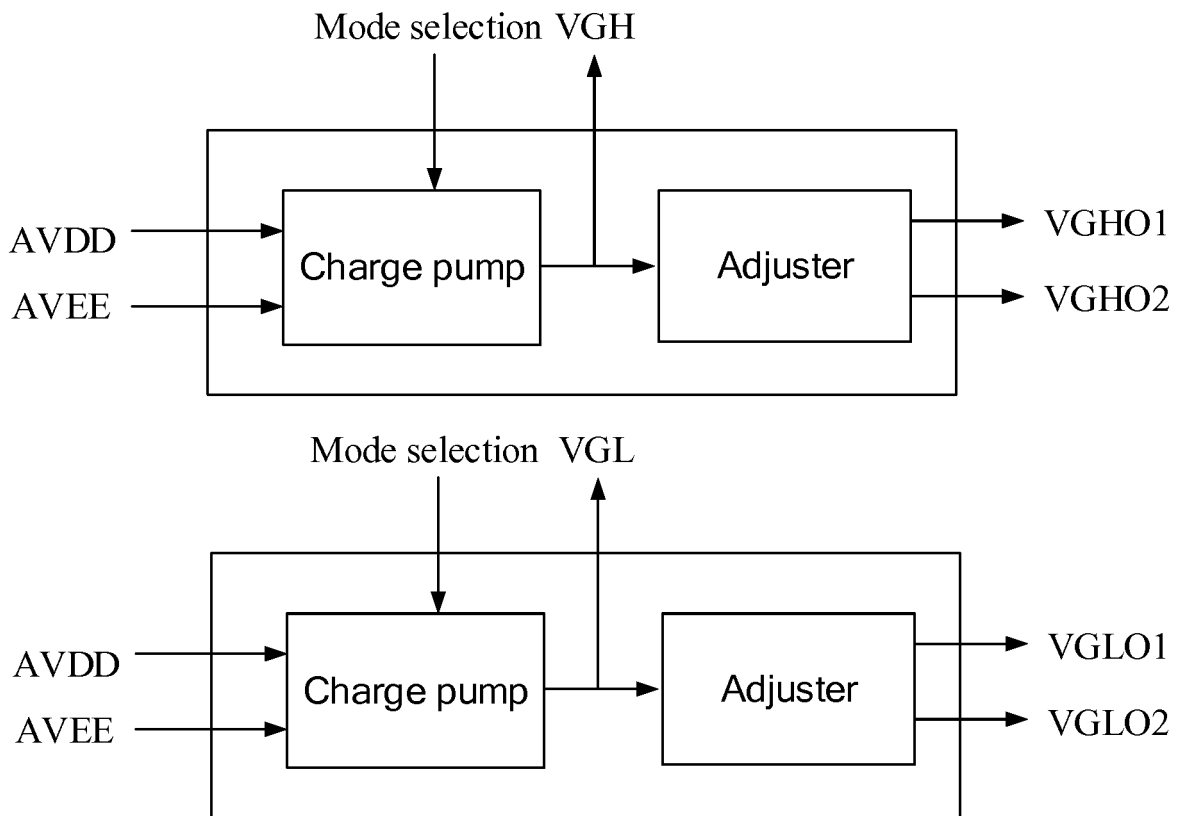 Mode selection VGH
AVDD
AVEE
Charge pump
Adjuster
VGHO1
VGHO2
Mode selection VGL
AVDD
AVEE
Charge pump
Adjuster
VGLO1
VGLO2